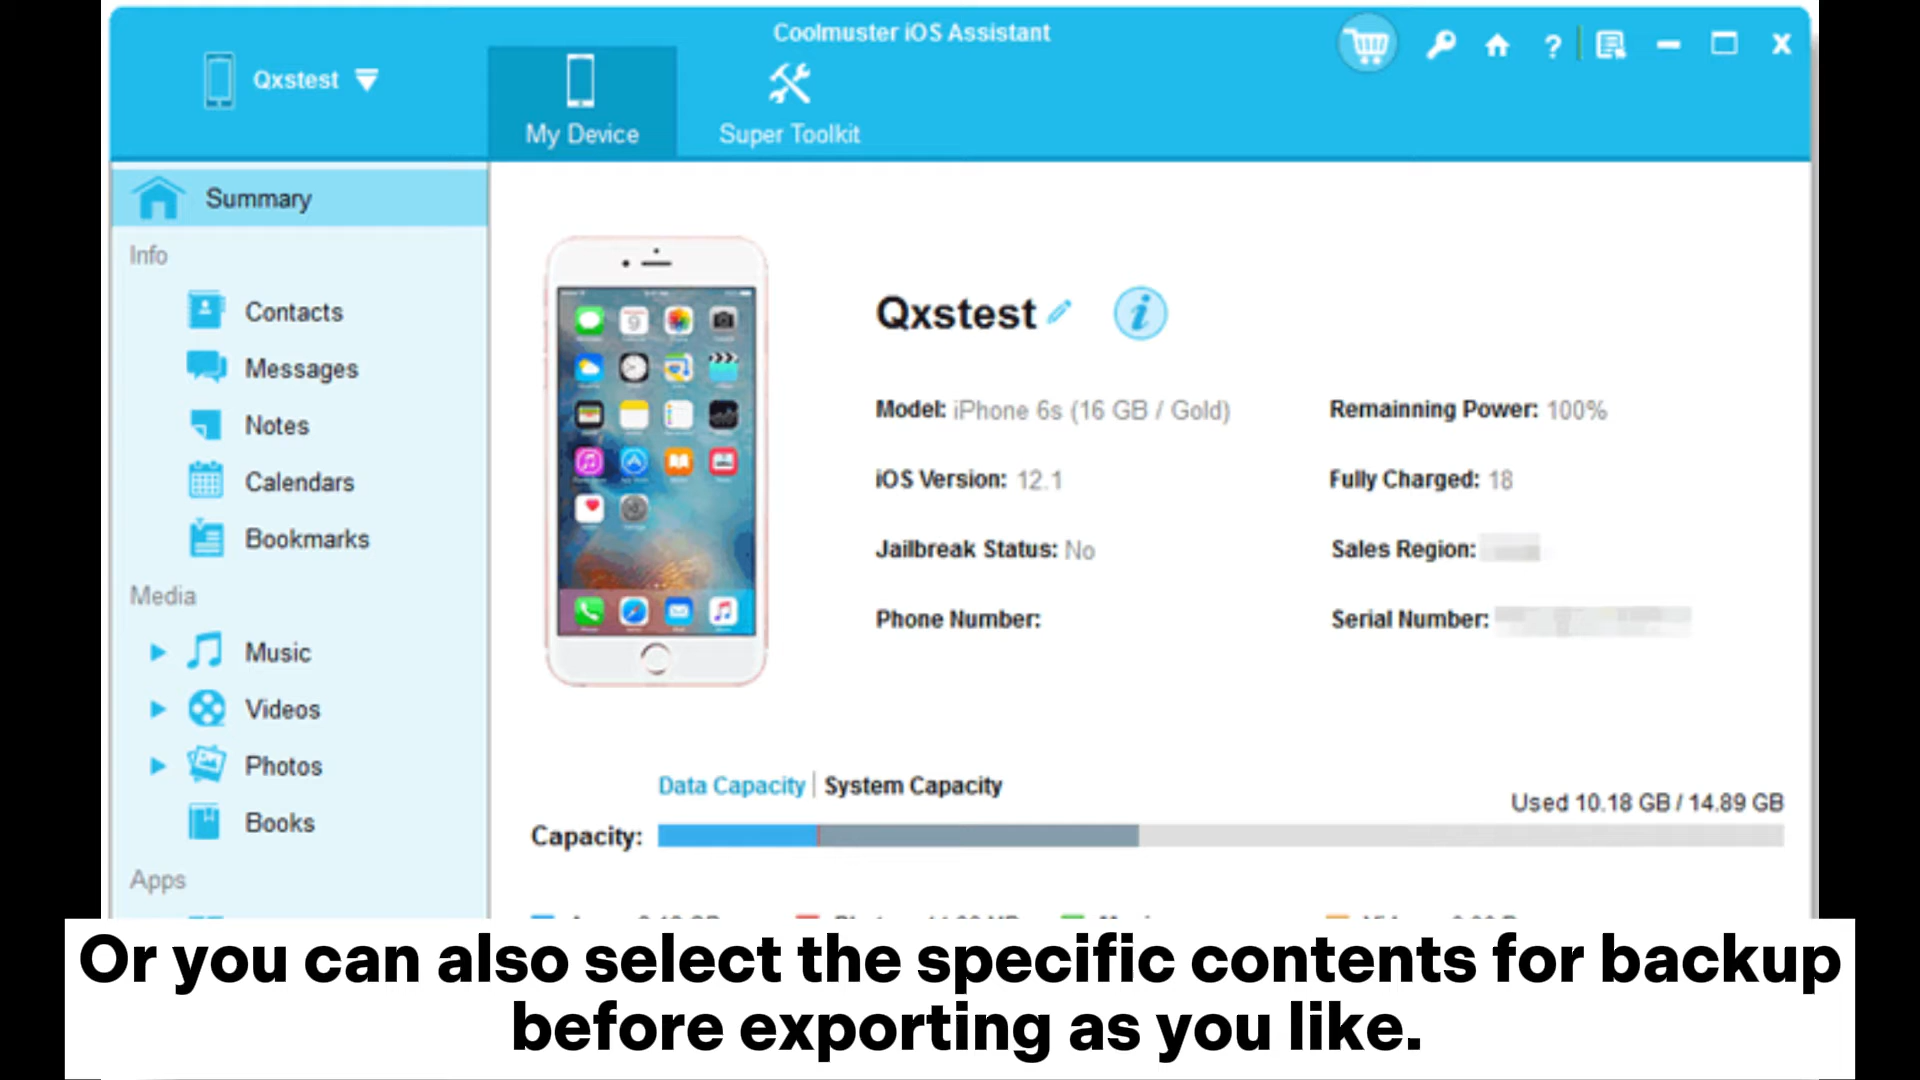 Coolmuster iOS Assistant
Qxstest
My Device
Super Toolkit
?
X
Summary
Info
Contacts
Messages
Notes
Calendars
Bookmarks
Media
Music
Videos
Photos
Books
Apps
Qxstest
i
Model: iPhone 6s (16 GB / Gold)
Remainning Power: 100%
iOS Version: 12.1
Fully Charged: 18
Jailbreak Status: No
Sales Region:
Phone Number:
Serial Number:
Data Capacity | System Capacity
Used 10.18 GB / 14.89 GB
Capacity:
Or you can also select the specific contents for backup
before exporting as you like.